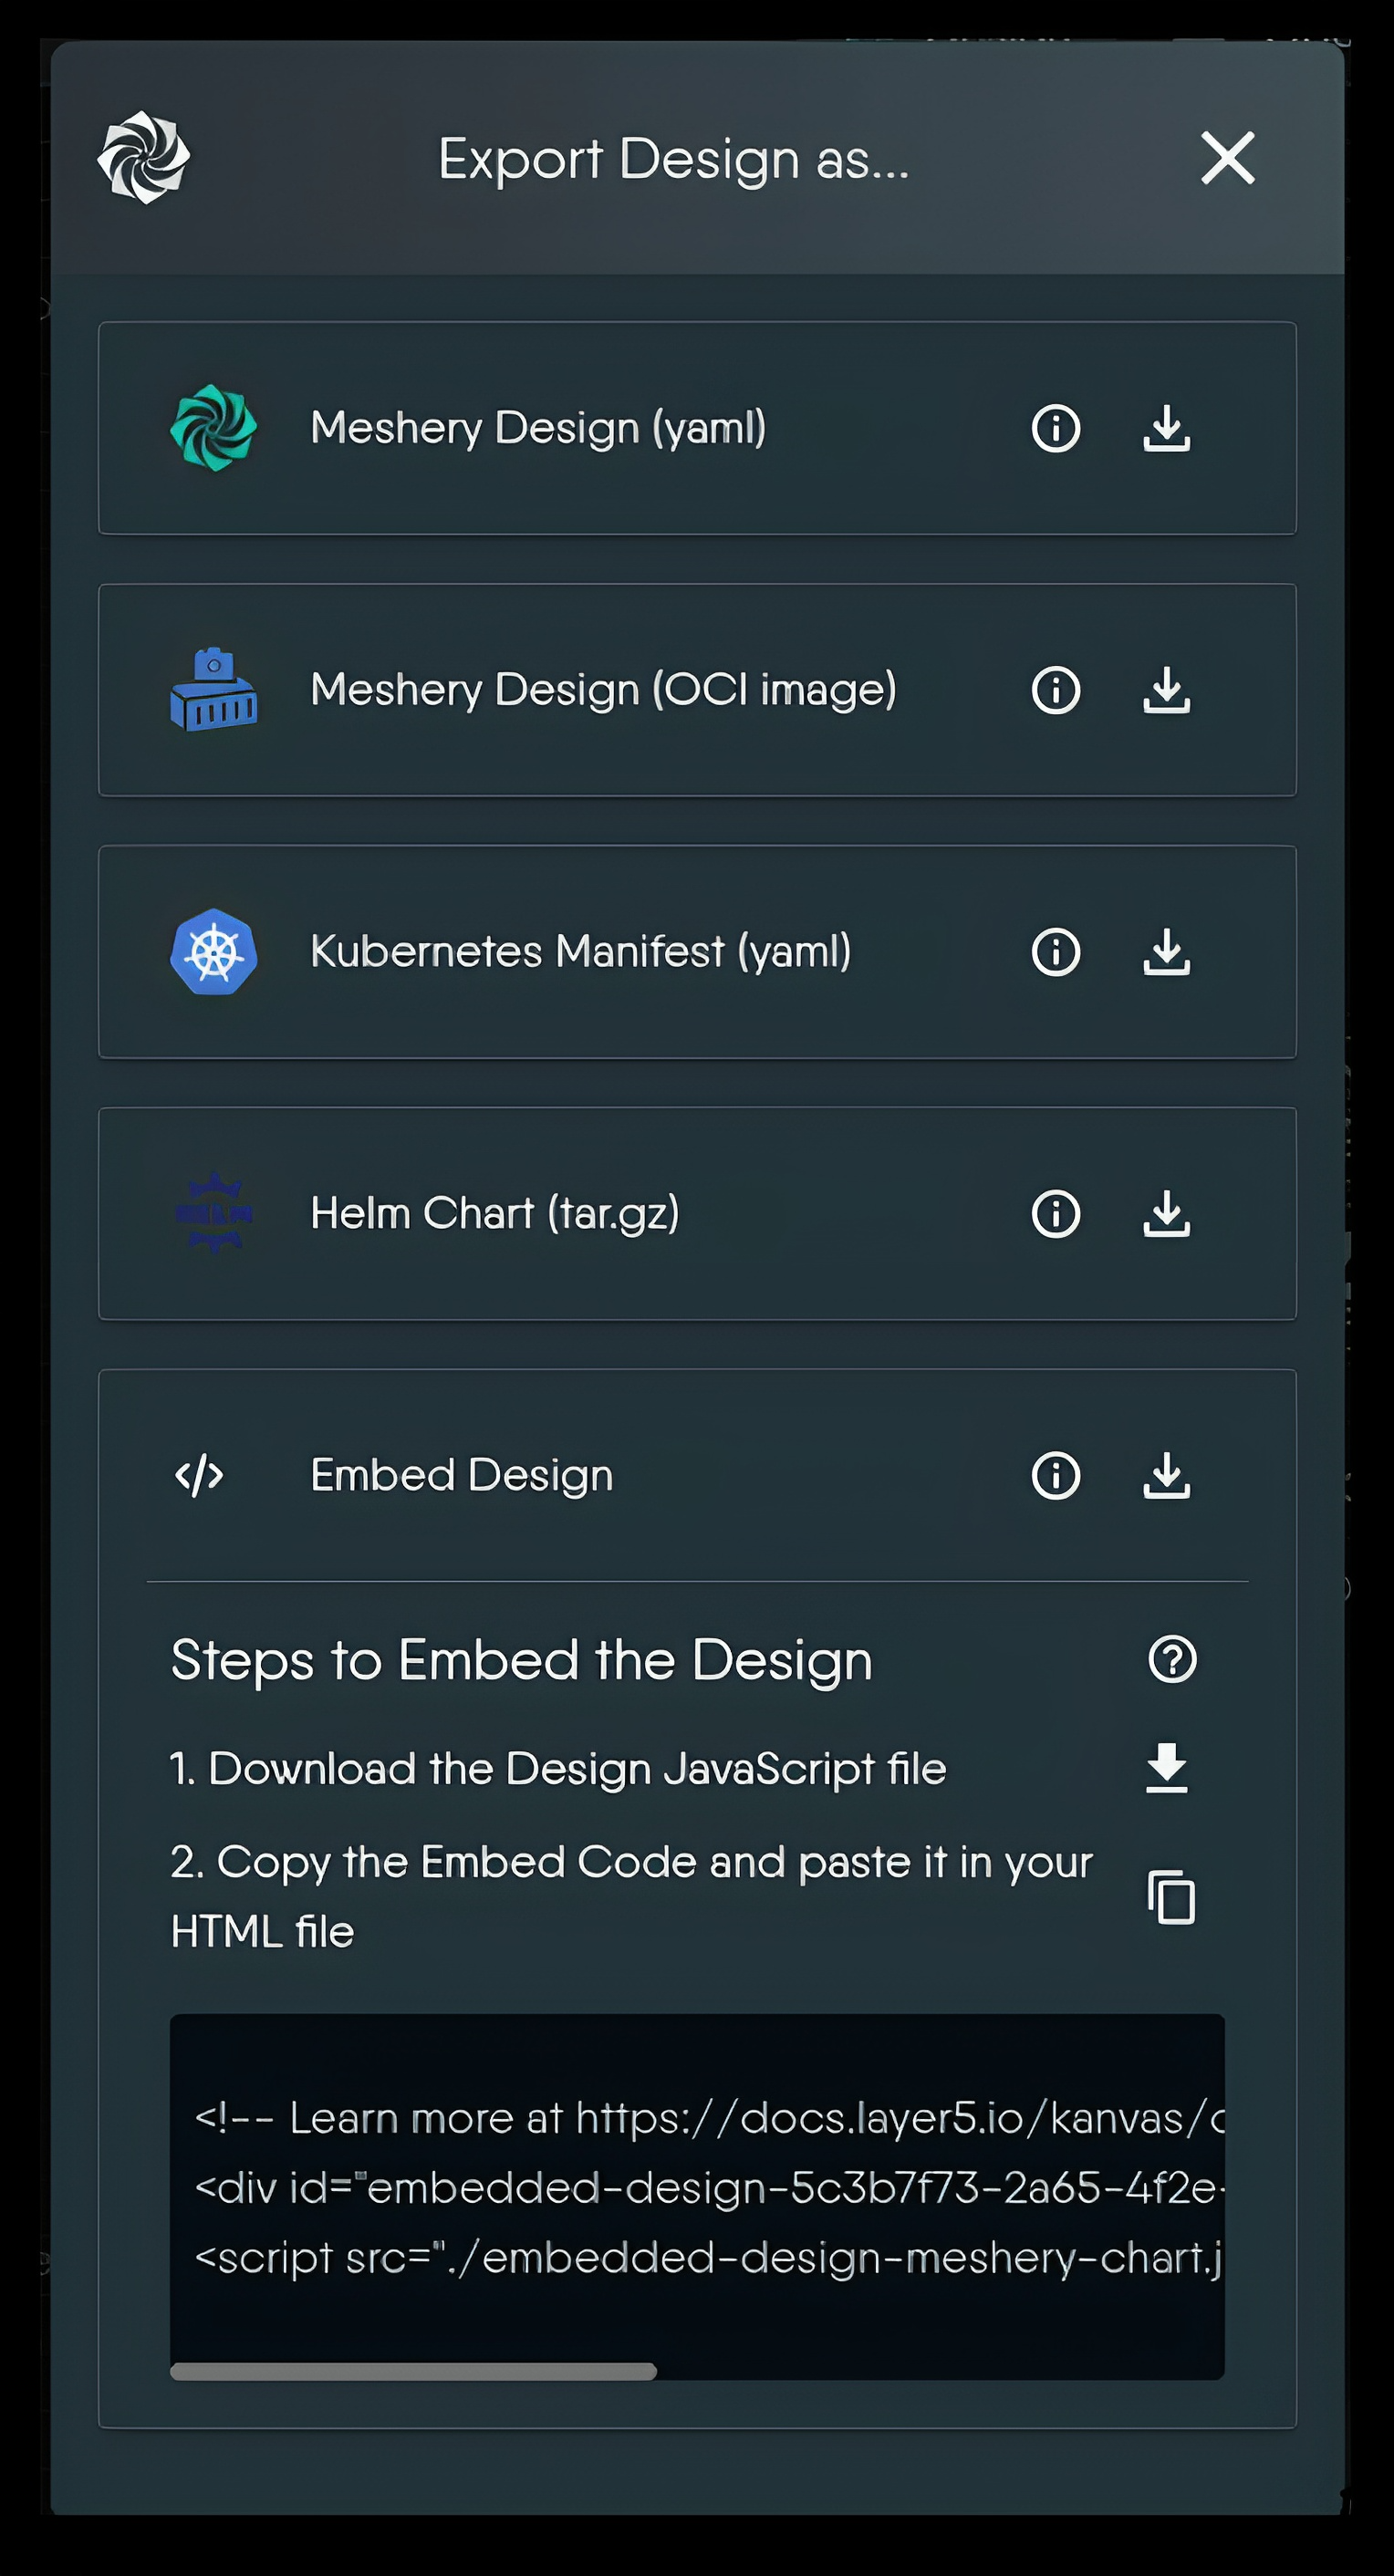 Export Design as...
Meshery Design (yaml)
Meshery Design (OCI image)
Kubernetes Manifest (yaml)
HELM
Helm Chart (tar.gz)
</> Embed Design
Steps to Embed the Design
1. Download the Design JavaScript file
2. Copy the Embed Code and paste it in your
HTML file
<!-- Learn more at https://docs.layer5.io/kanvas/c
<div id="embedded-design-5c3b7f73-2a65-4f2e-
<script src="./embedded-design-meshery-chart.j